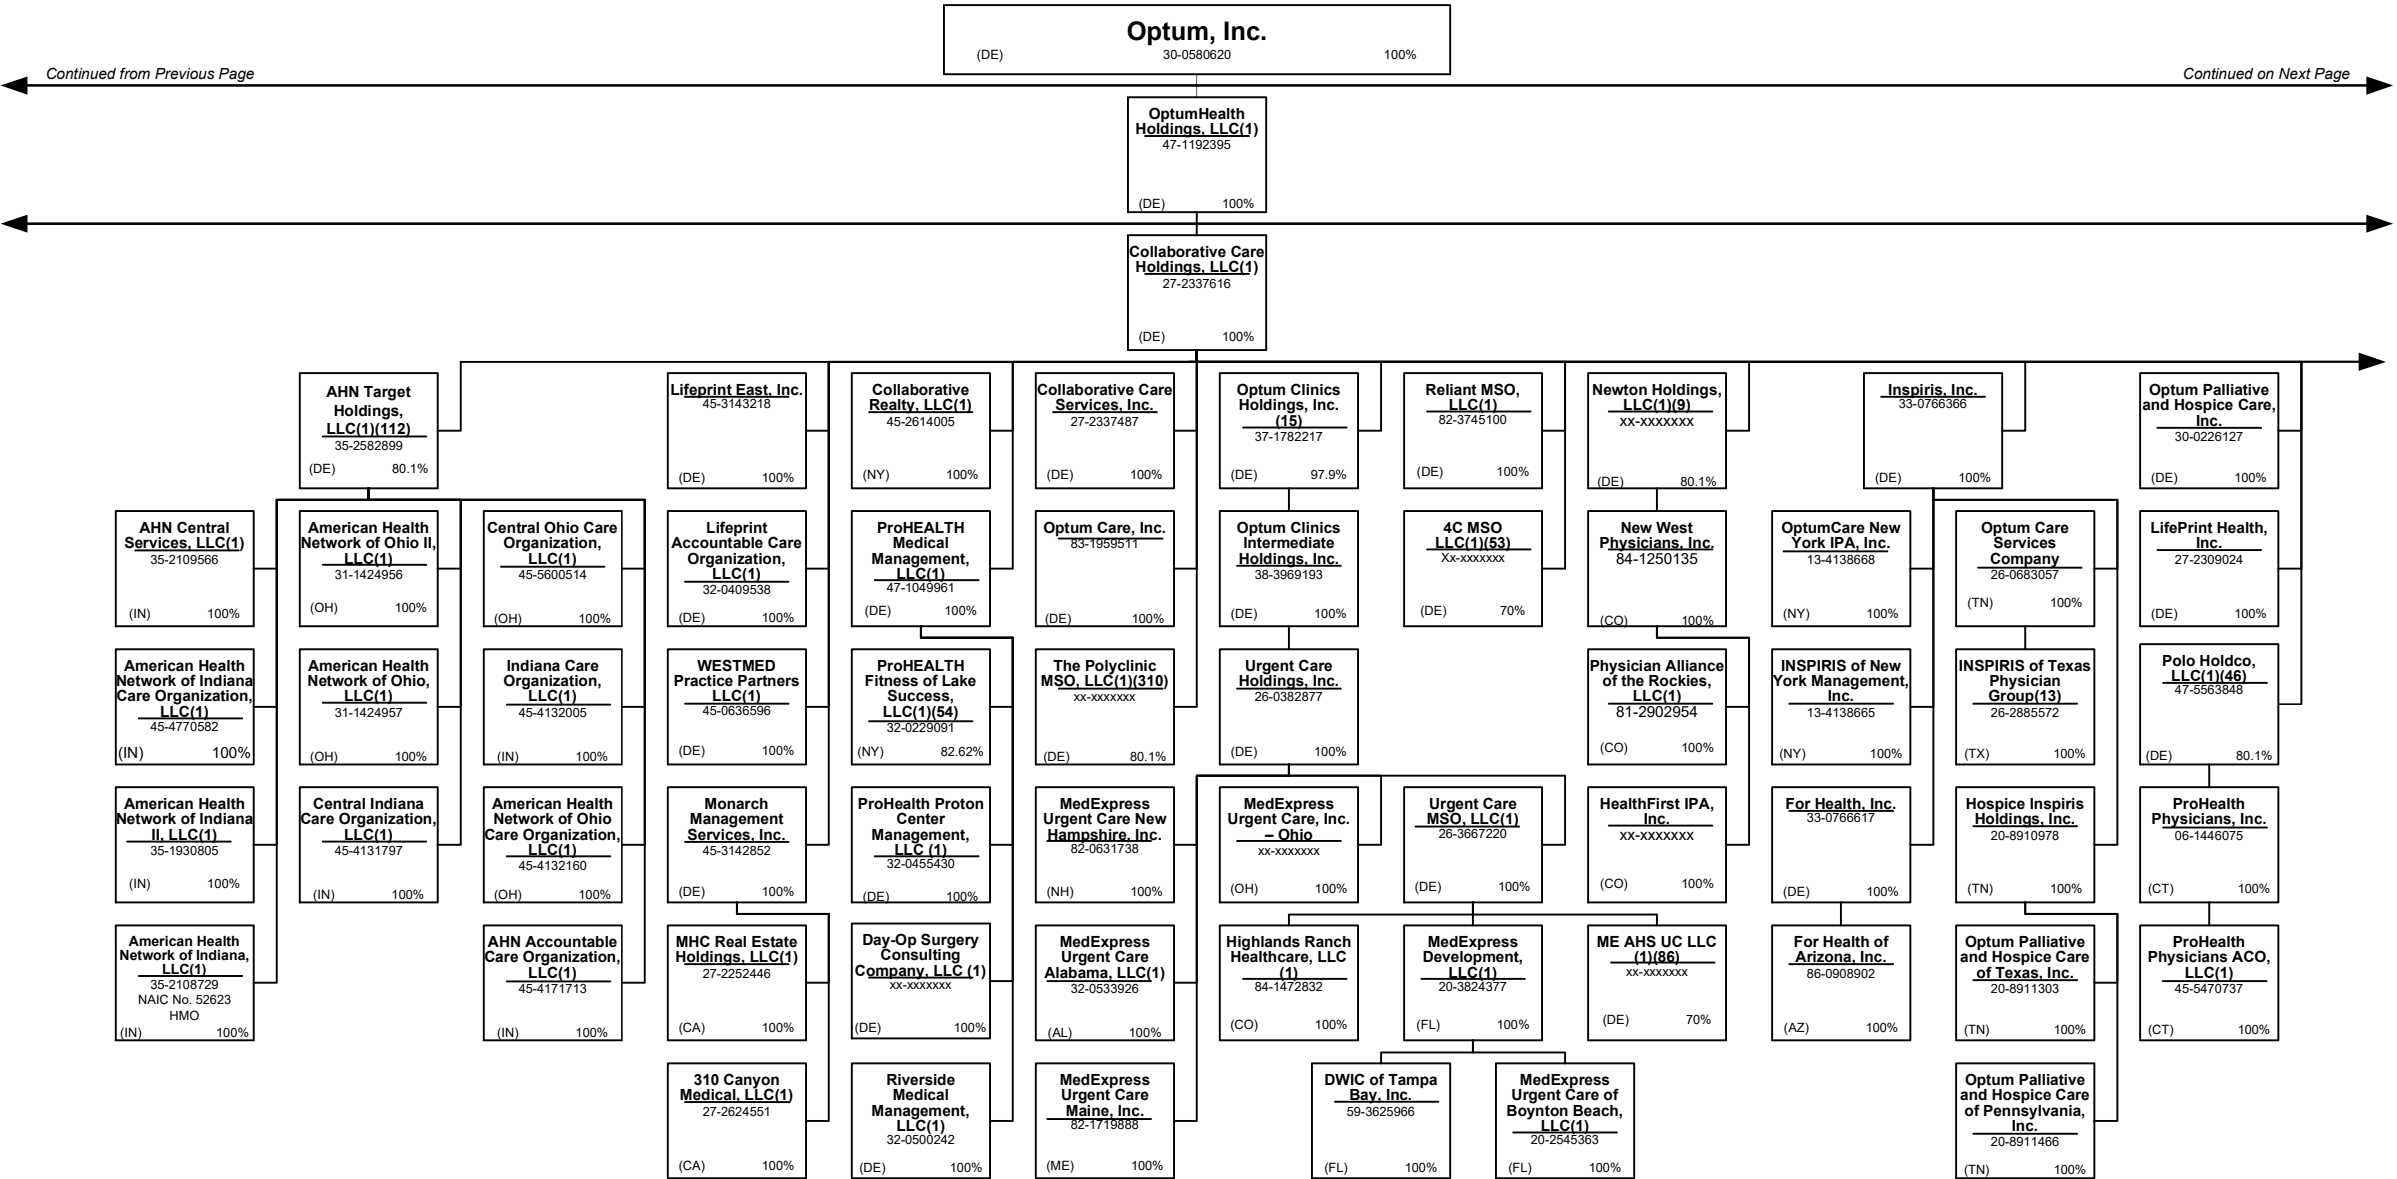 Optum, Inc.
(DE) 30-0580620 100%
Continued from Previous Page
Continued on Next Page
OptumHealth
Holdings, LLC(1)
47-1192395
(DE) 100%
Collaborative Care
Holdings, LLC(1)
27-2337616
(DE) 100%
AHN Target
Holdings,
LLC(1)(112)
35-2582899
(DE) 80.1%
Lifeprint East, Inc.
45-3143218
(DE) 100%
Collaborative
Realty, LLC(1)
45-2614005
(NY) 100%
Collaborative Care
Services, Inc.
27-2337487
(DE) 100%
Optum Clinics
Holdings, Inc.
(15)
37-1782217
(DE) 97.9%
Reliant MSO,
LLC(1)
82-3745100
(DE) 100%
Newton Holdings,
LLC(1)(9)
xx-xxxxxxx
(DE) 80.1%
Inspiris, Inc.
33-0766366
(DE) 100%
Optum Palliative
and Hospice Care,
Inc.
30-0226127
(DE) 100%
AHN Central
Services, LLC(1)
35-2109566
(IN) 100%
American Health
Network of Ohio II,
LLC(1)
31-1424956
(OH) 100%
Central Ohio Care
Organization,
LLC(1)
45-5600514
(OH) 100%
Lifeprint
Accountable Care
Organization,
LLC(1)
32-0409538
(DE) 100%
ProHEALTH
Medical
Management,
LLC(1)
47-1049961
(DE) 100%
Optum Care, Inc.
83-1959511
(DE) 100%
Optum Clinics
Intermediate
Holdings, Inc.
38-3969193
(DE) 100%
4C MSO
LLC(1)(53)
Xx-xxxxxxx
(DE) 70%
New West
Physicians, Inc.
84-1250135
(CO) 100%
OptumCare New
York IPA, Inc.
13-4138668
(NY) 100%
Optum Care
Services
Company
26-0683057
(TN) 100%
LifePrint Health,
Inc.
27-2309024
(DE) 100%
American Health
Network of Indiana
Care Organization,
LLC(1)
45-4770582
(IN) 100%
American Health
Network of Ohio,
LLC(1)
31-1424957
(OH) 100%
Indiana Care
Organization,
LLC(1)
45-4132005
(IN) 100%
WESTMED
Practice Partners
LLC(1)
45-0636596
(DE) 100%
ProHEALTH
Fitness of Lake
Success,
LLC(1)(54)
32-0229091
(NY) 82.62%
The Polyclinic
MSO, LLC(1)(310)
xx-xxxxxxx
(DE) 80.1%
Urgent Care
Holdings, Inc.
26-0382877
(DE) 100%
Physician Alliance
of the Rockies,
LLC(1)
81-2902954
(CO) 100%
INSPIRIS of New
York Management,
Inc.
13-4138665
(NY) 100%
INSPIRIS of Texas
Physician
Group(13)
26-2885572
(TX) 100%
Polo Holdco,
LLC(1)(46)
47-5563848
(DE) 80.1%
American Health
Network of Indiana
II, LLC(1)
35-1930805
(IN) 100%
Central Indiana
Care Organization,
LLC(1)
45-4131797
(IN) 100%
American Health
Network of Ohio
Care Organization,
LLC(1)
45-4132160
(OH) 100%
Monarch
Management
Services, Inc.
45-3142852
(DE) 100%
ProHealth Proton
Center
Management,
LLC (1)
32-0455430
(DE) 100%
MedExpress
Urgent Care New
Hampshire, Inc.
82-0631738
(NH) 100%
MedExpress
Urgent Care, Inc.
– Ohio
xx-xxxxxxx
(OH) 100%
Urgent Care
MSO, LLC(1)
26-3667220
(DE) 100%
HealthFirst IPA,
Inc.
xx-xxxxxxx
(CO) 100%
For Health, Inc.
33-0766617
(DE) 100%
Hospice Inspiris
Holdings, Inc.
20-8910978
(TN) 100%
ProHealth
Physicians, Inc.
06-1446075
(CT) 100%
American Health
Network of Indiana,
LLC(1)
35-2108729
NAIC No. 52623
HMO
(IN) 100%
AHN Accountable
Care Organization,
LLC(1)
45-4171713
(IN) 100%
MHC Real Estate
Holdings, LLC(1)
27-2252446
(CA) 100%
Day-Op Surgery
Consulting
Company, LLC (1)
xx-xxxxxxx
(DE) 100%
MedExpress
Urgent Care
Alabama, LLC(1)
32-0533926
(AL) 100%
Highlands Ranch
Healthcare, LLC
(1)
84-1472832
(CO) 100%
MedExpress
Development,
LLC(1)
20-3824377
(FL) 100%
ME AHS UC LLC
(1)(86)
xx-xxxxxxx
(DE) 70%
For Health of
Arizona, Inc.
86-0908902
(AZ) 100%
Optum Palliative
and Hospice Care
of Texas, Inc.
20-8911303
(TN) 100%
ProHealth
Physicians ACO,
LLC(1)
45-5470737
(CT) 100%
310 Canyon
Medical, LLC(1)
27-2624551
(CA) 100%
Riverside
Medical
Management,
LLC(1)
32-0500242
(DE) 100%
MedExpress
Urgent Care
Maine, Inc.
82-1719888
(ME) 100%
DWIC of Tampa
Bay, Inc.
59-3625966
(FL) 100%
MedExpress
Urgent Care of
Boynton Beach,
LLC(1)
20-2545363
(FL) 100%
Optum Palliative
and Hospice Care
of Pennsylvania,
Inc.
20-8911466
(TN) 100%